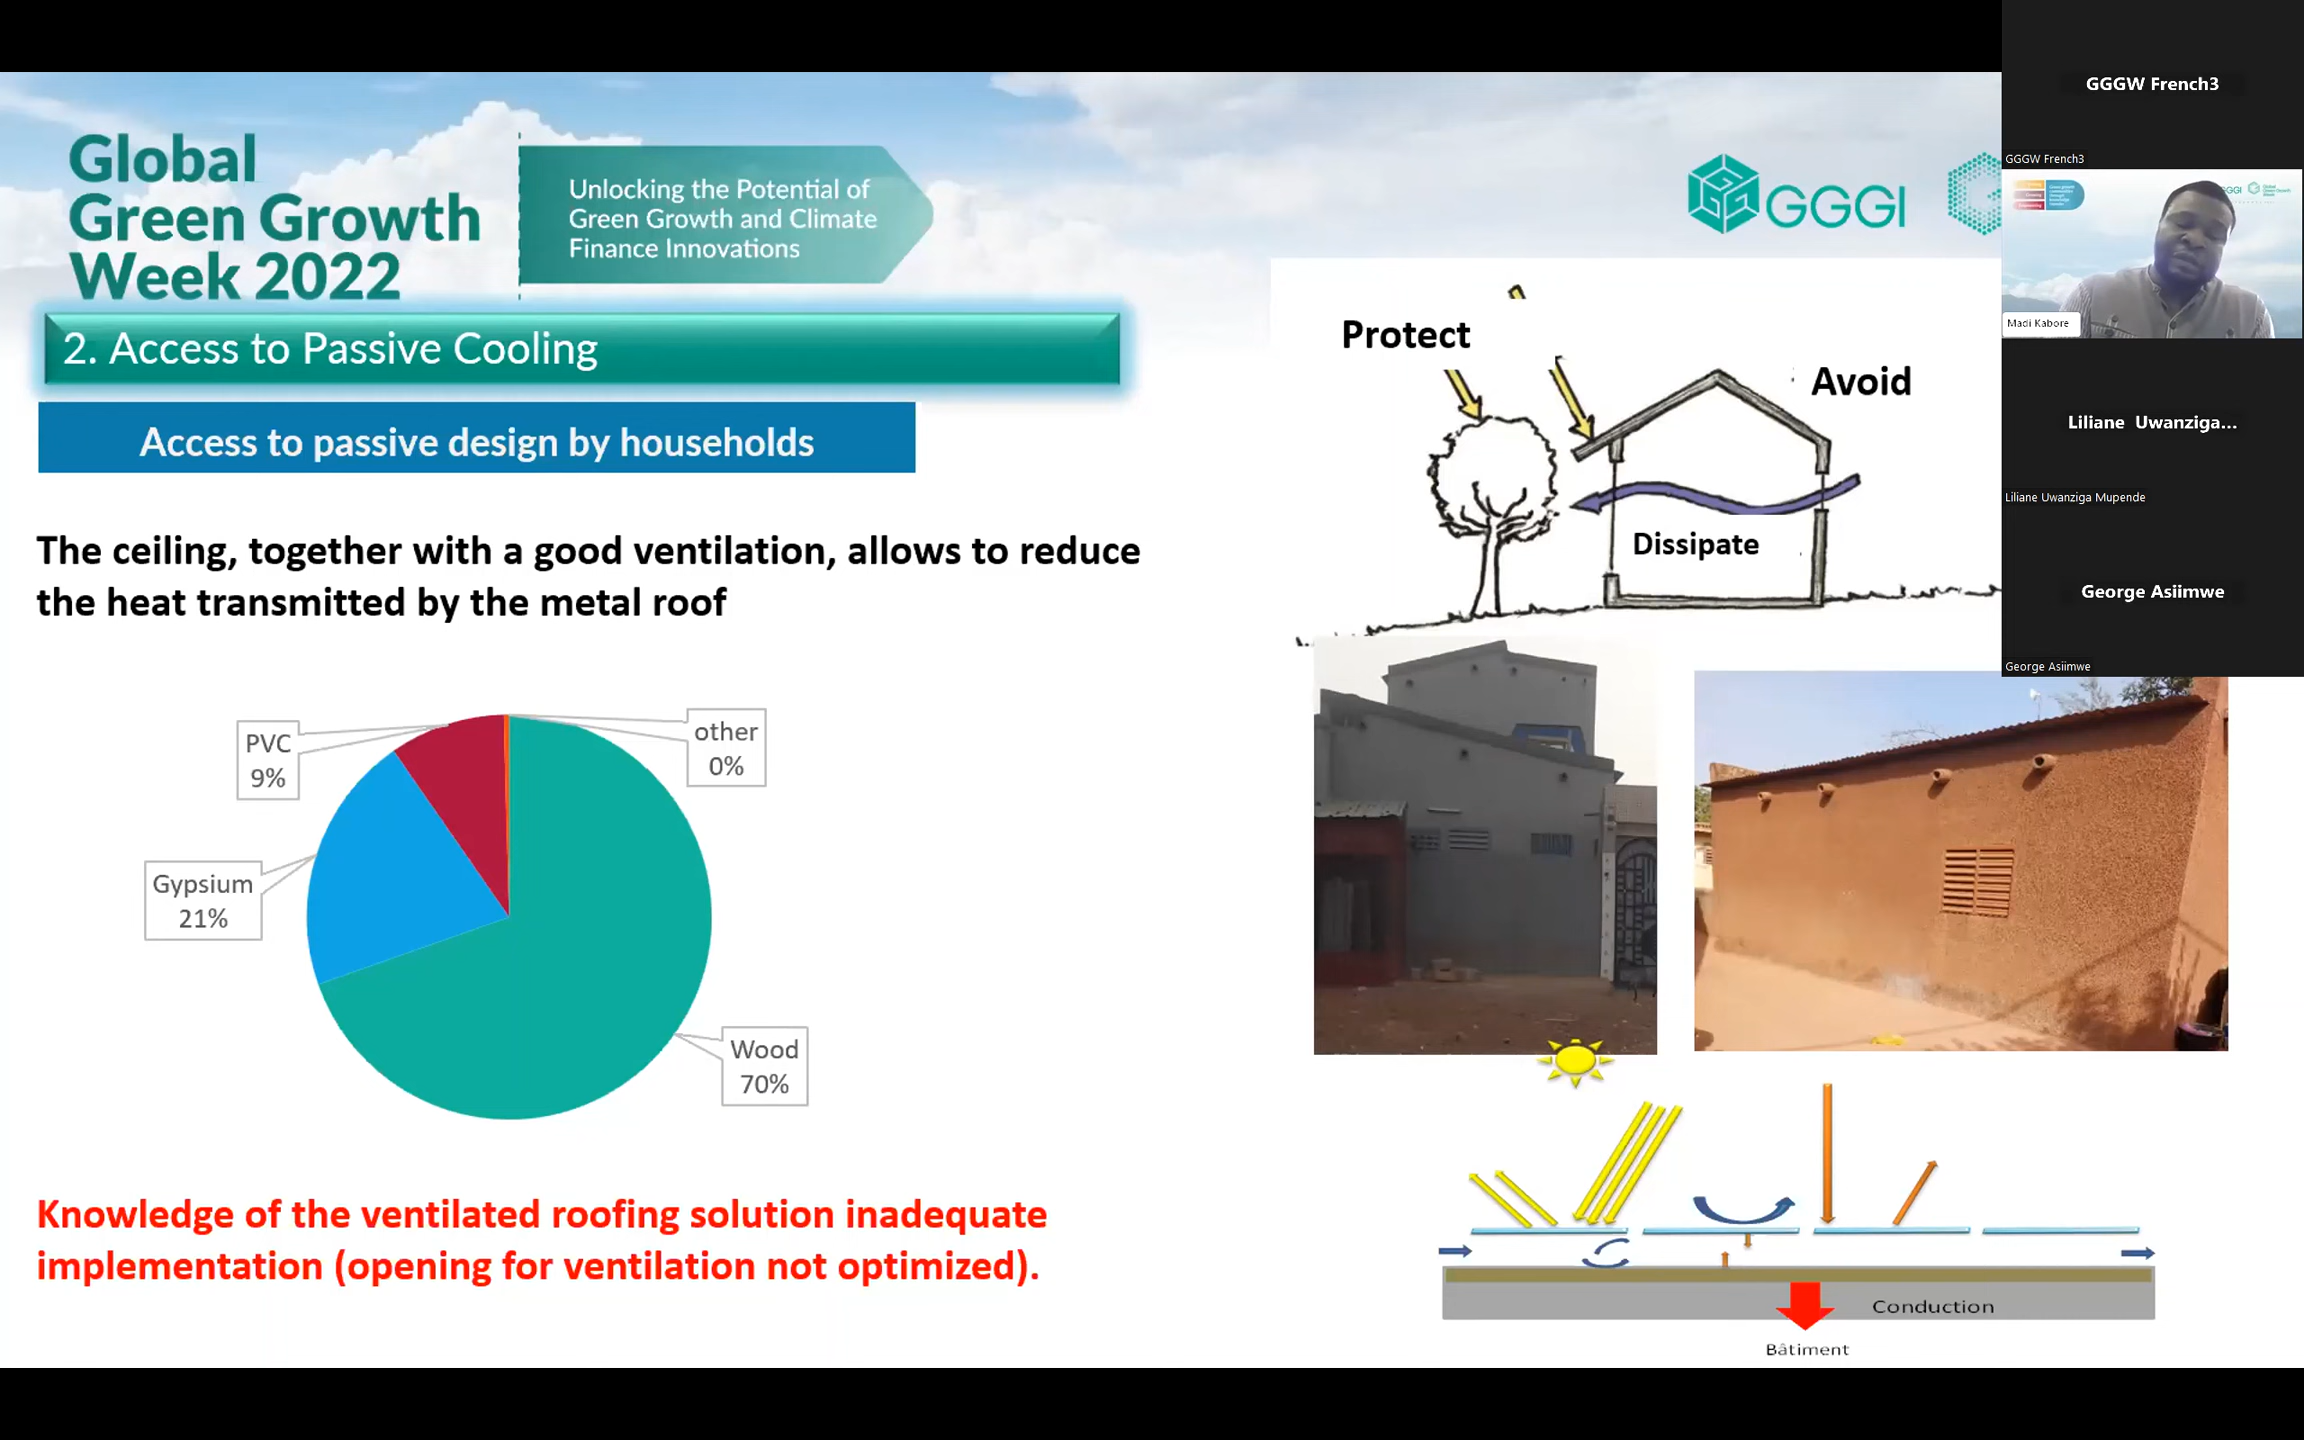 Global
Green Growth
Week 2022
Unlocking the Potential of
Green Growth and Climate
Finance Innovations
GGGI
2. Access to Passive Cooling
Access to passive design by households
The ceiling, together with a good ventilation, allows to reduce
the heat transmitted by the metal roof
PVC
9%
other
0%
Gypsium
21%
Wood
70%
Knowledge of the ventilated roofing solution inadequate
implementation (opening for ventilation not optimized).
Protect
Avoid
Dissipate
Conduction
Bâtiment
GGGW French3
GGGW French3
GGGI
Madi Kabore
Liliane Uwanziga...
Liliane Uwanziga Mupende
George Asiimwe
George Asiimwe